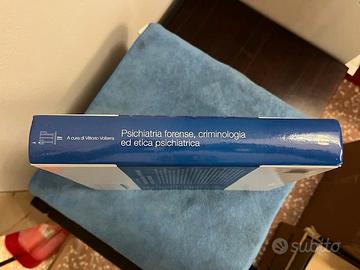 A cura di Vittorio Volterra
Psichiatria forense, criminologia
ed etica psichiatrica
subito